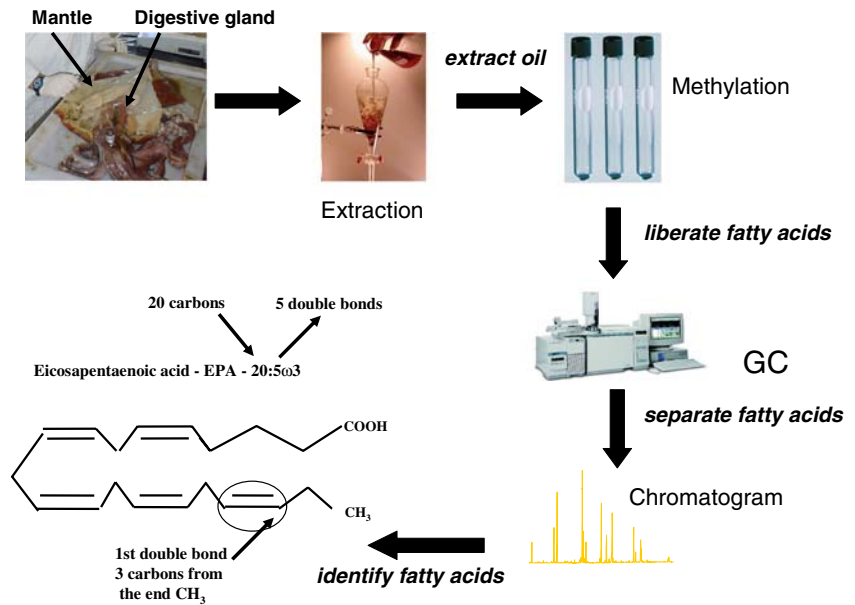 Mantle
Digestive gland
extract oil
Methylation
Extraction
liberate fatty acids
GC
separate fatty acids
Chromatogram
identify fatty acids
20 carbons
5 double bonds
Eicosapentaenoic acid - EPA - 20:5ω3
COOH
CH₃
1st double bond
3 carbons from
the end CH₃